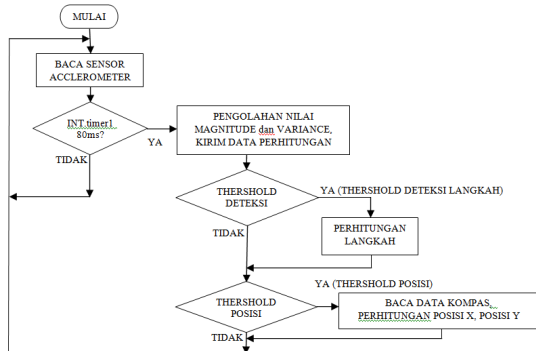 MULAI
BACA SENSOR
ACCLEROMETER
INT.timer1
80ms?
YA
TIDAK
PENGOLAHAN NILAI
MAGNITUDE dan VARIANCE,
KIRIM DATA PERHITUNGAN
THERSHOLD
DETEKSI
YA (THERSHOLD DETEKSI LANGKAH)
TIDAK
PERHITUNGAN
LANGKAH
THERSHOLD
POSISI
YA (THERSHOLD POSISI)
TIDAK
BACA DATA KOMPAS,
PERHITUNGAN POSISI X, POSISI Y